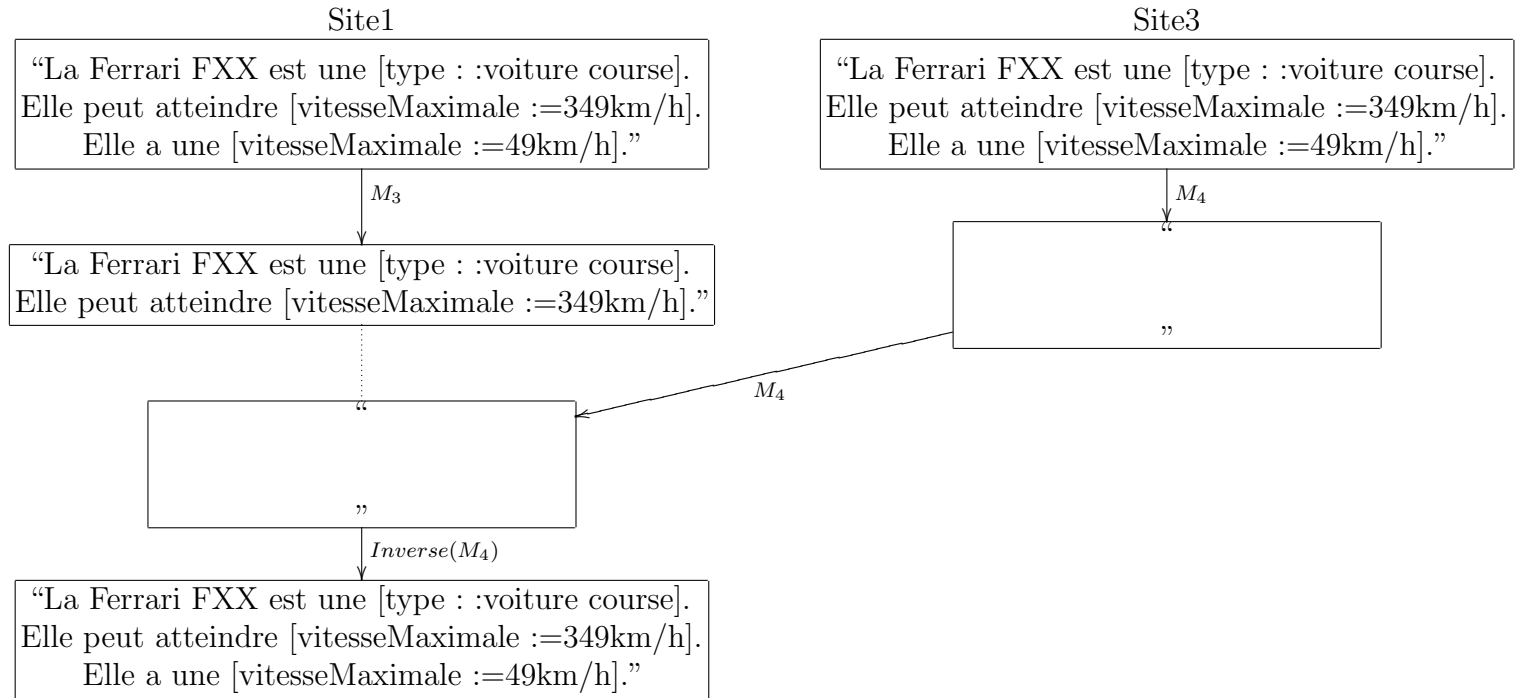 Site1
“La Ferrari FXX est une [type : :voiture course].
Elle peut atteindre [vitesseMaximale :=349km/h].
Elle a une [vitesseMaximale :=49km/h].”
M₃
“La Ferrari FXX est une [type : :voiture course].
Elle peut atteindre [vitesseMaximale :=349km/h].”
“
”
Inverse(M₄)
“La Ferrari FXX est une [type : :voiture course].
Elle peut atteindre [vitesseMaximale :=349km/h].
Elle a une [vitesseMaximale :=49km/h].”
Site3
“La Ferrari FXX est une [type : :voiture course].
Elle peut atteindre [vitesseMaximale :=349km/h].
Elle a une [vitesseMaximale :=49km/h].”
M₄
“
”
M₄